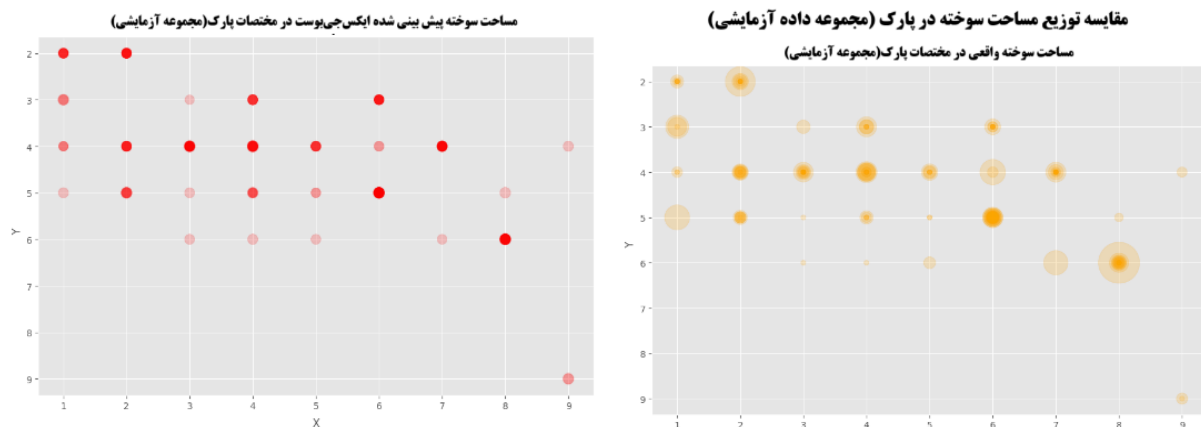 مقایسه توزیع مساحت سوخته در پارک (مجموعه داده آزمایشی)
مساحت سوخته پیش بینی شده ایکس‌جی‌بوست در مختصات پارک(مجموعه آزمایشی)
2
3
4
5
6
7
8
9
Y
1 2 3 4 5 6 7 8 9
X
مساحت سوخته واقعی در مختصات پارک(مجموعه آزمایشی)
2
3
4
5
6
7
8
9
Y
1 2 3 4 5 6 7 8 9